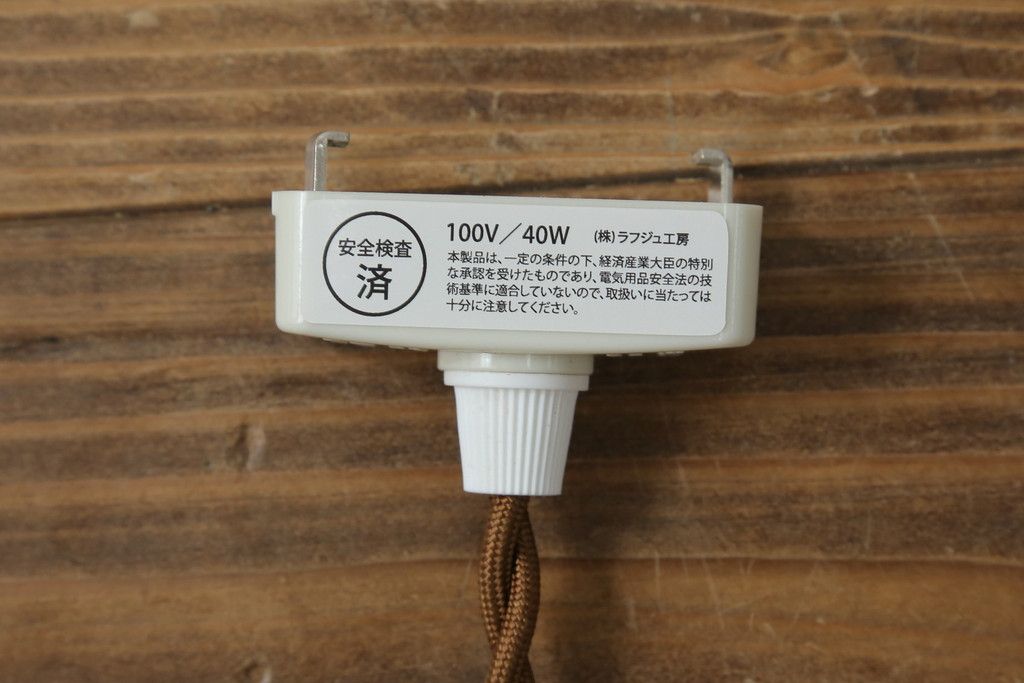 安全検査
済
100V／40W (株)ラフジュ工房
本製品は、一定の条件の下、経済産業大臣の特別
な承認を受けたものであり、電気用品安全法の技
術基準に適合していないので、取扱いに当たっては
十分に注意してください。